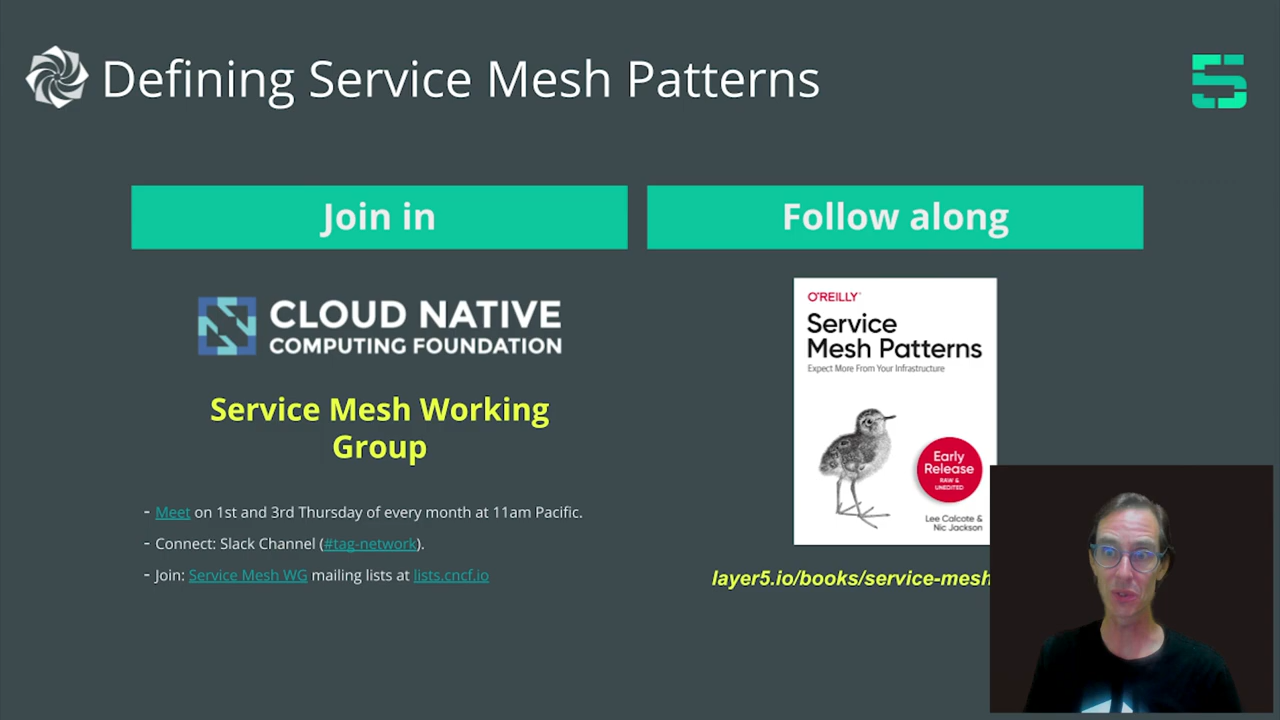 Defining Service Mesh Patterns
5
Join in
CLOUD NATIVE
COMPUTING FOUNDATION
Service Mesh Working
Group
- Meet on 1st and 3rd Thursday of every month at 11am Pacific.
- Connect: Slack Channel (#tag-network).
- Join: Service Mesh WG mailing lists at lists.cncf.io
Follow along
O'REILLY
Service
Mesh Patterns
Expect More From Your Infrastructure
Early
Release
RAW &
UNEDITED
Lee Calcote &
Nic Jackson
layer5.io/books/service-mesh